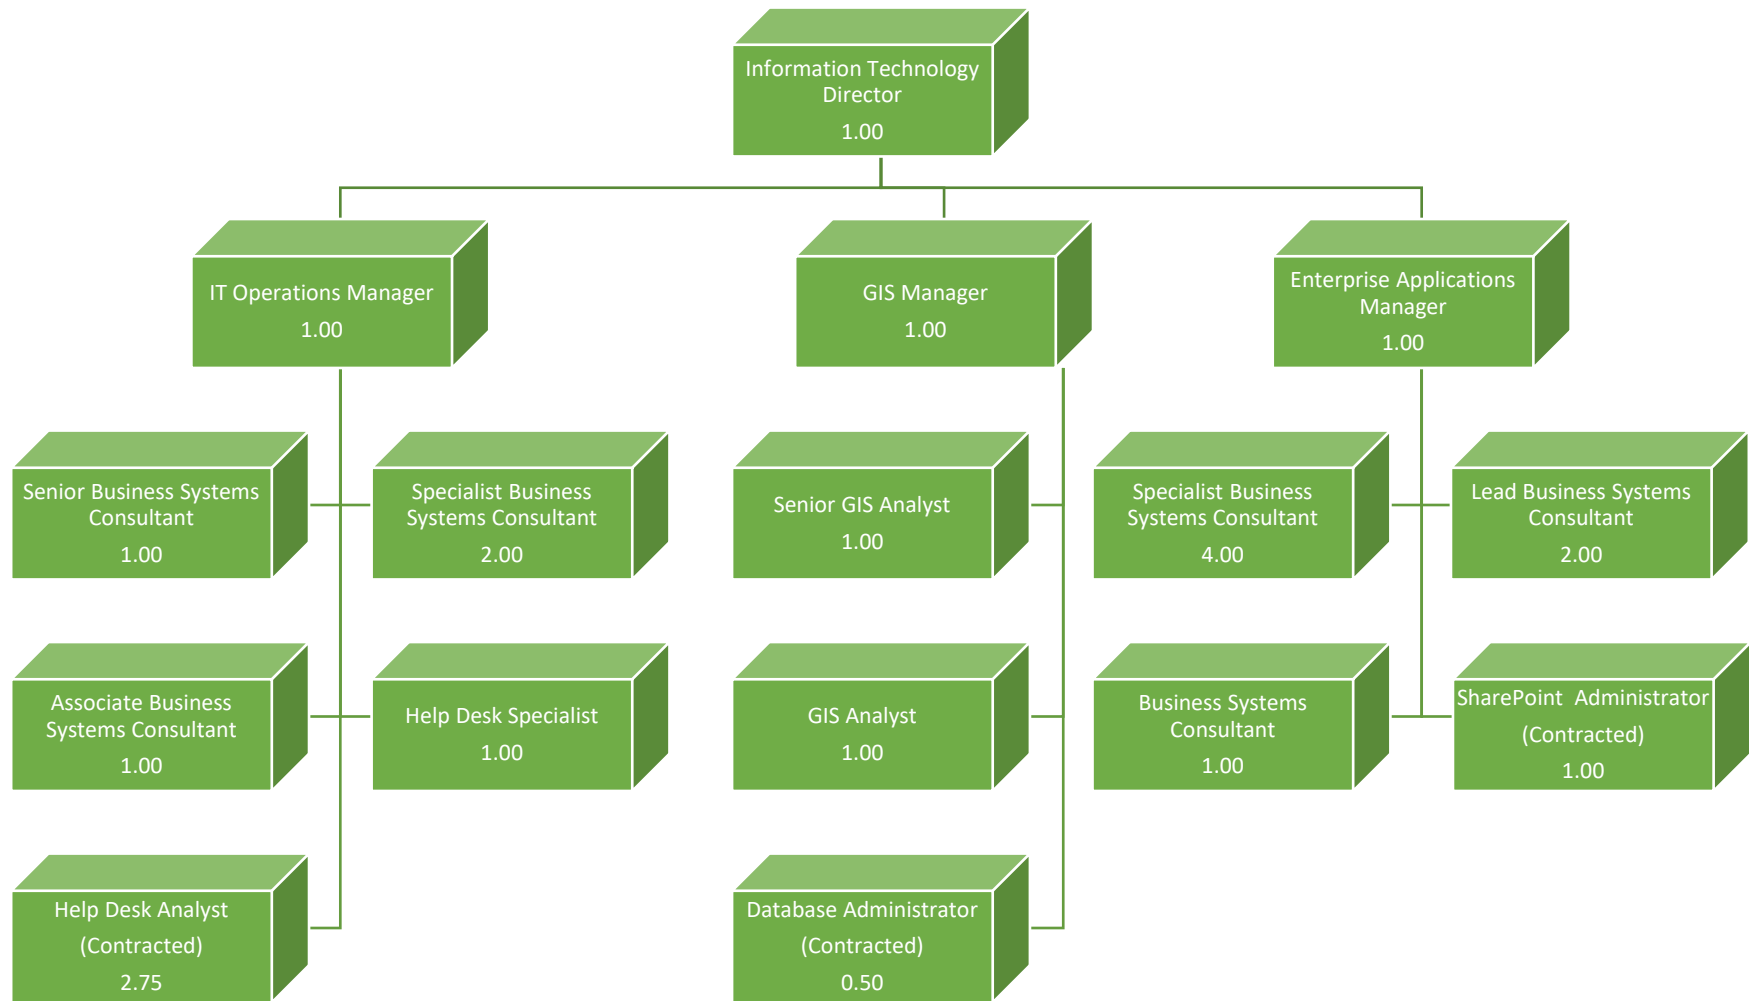 Information Technology
Director
1.00
IT Operations Manager
1.00
GIS Manager
1.00
Enterprise Applications
Manager
1.00
Senior Business Systems
Consultant
1.00
Specialist Business
Systems Consultant
2.00
Senior GIS Analyst
1.00
Specialist Business
Systems Consultant
4.00
Lead Business Systems
Consultant
2.00
Associate Business
Systems Consultant
1.00
Help Desk Specialist
1.00
GIS Analyst
1.00
Business Systems
Consultant
1.00
SharePoint  Administrator
(Contracted)
1.00
Help Desk Analyst
(Contracted)
2.75
Database Administrator
(Contracted)
0.50